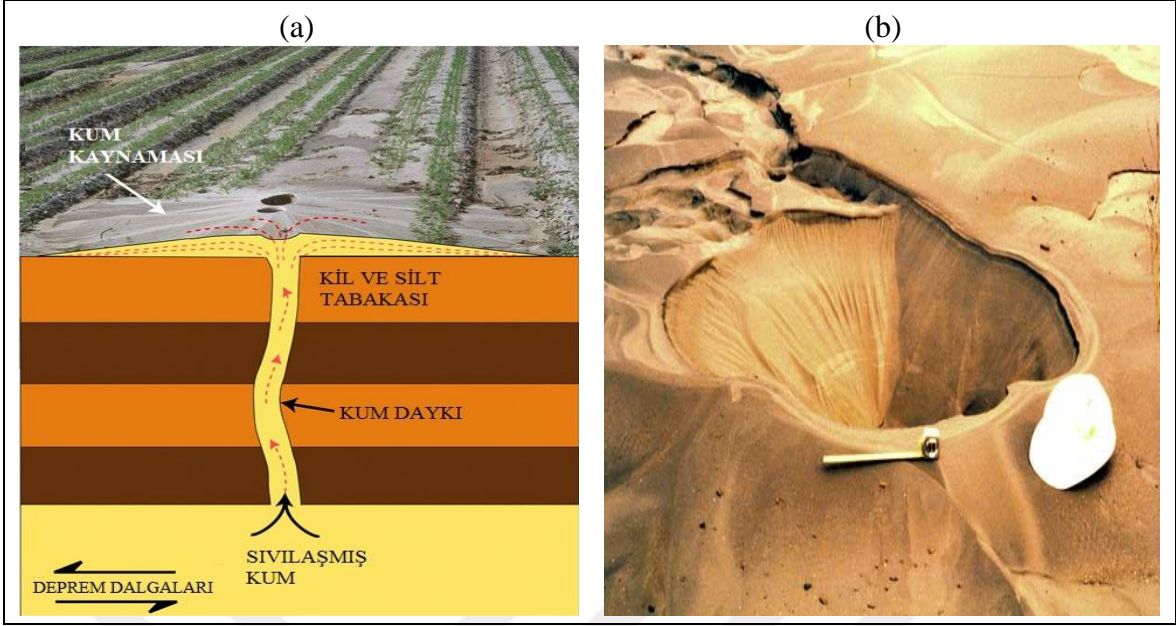 (a)
(b)
KUM
KAYNAMASI
KİL VE SİLT
TABAKASI
KUM DAYKI
SIVILAŞMIŞ
KUM
DEPREM DALGALARI